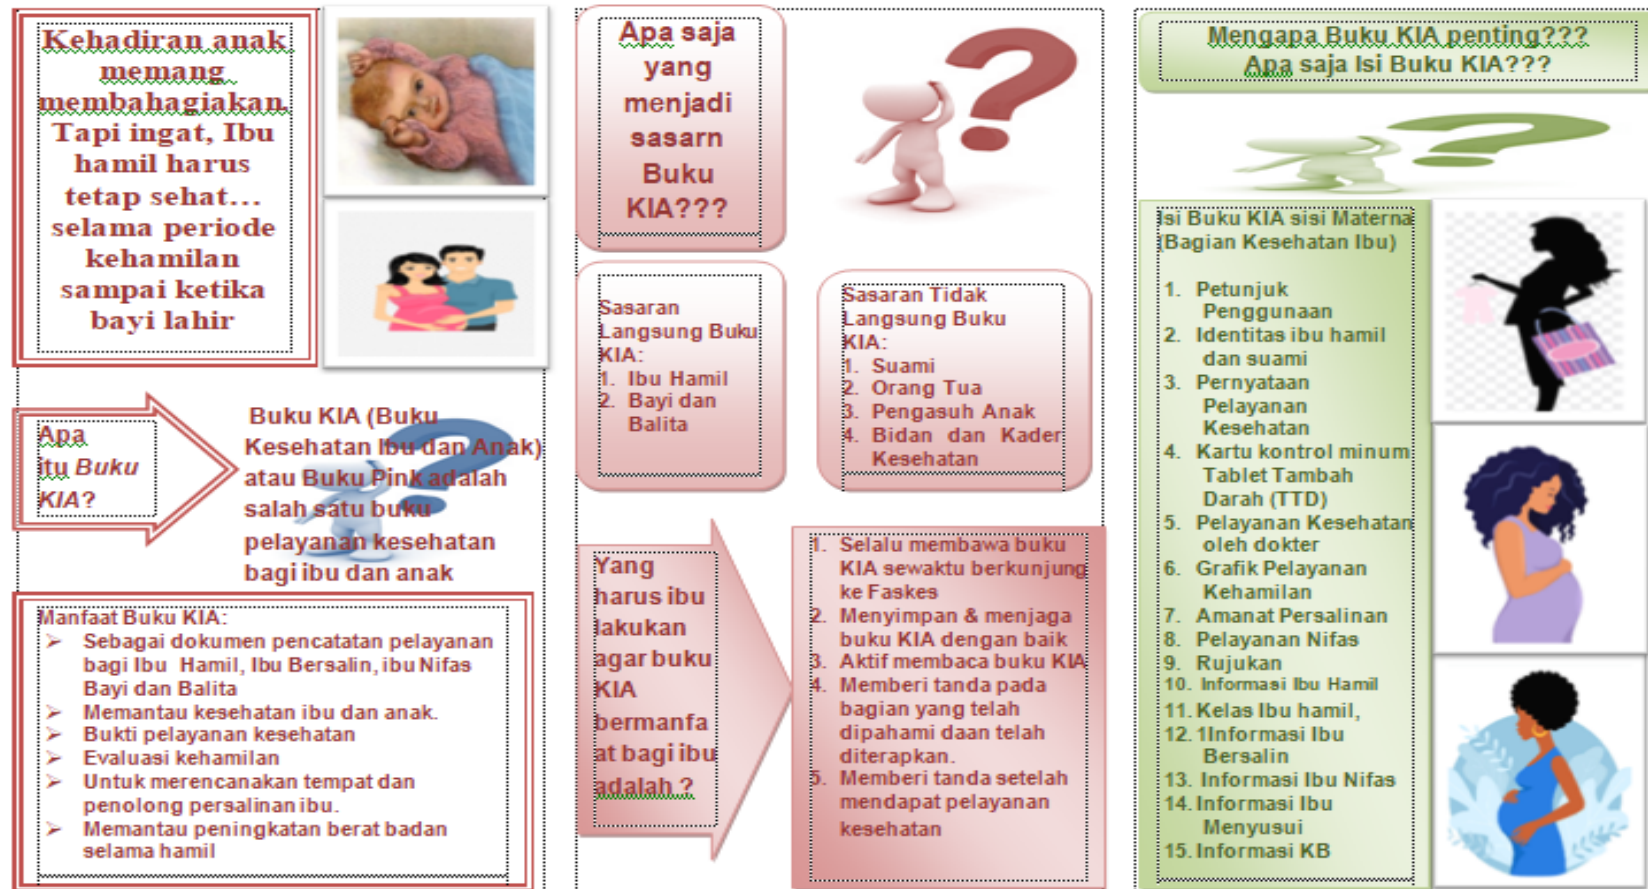 Kehadiran anak
memang
membahagiakan,
Tapi ingat, Ibu
hamil harus
tetap sehat…
selama periode
kehamilan
sampai ketika
bayi lahir
Apa
itu Buku
KIA?
Buku KIA (Buku
Kesehatan Ibu dan Anak)
atau Buku Pink adalah
salah satu buku
pelayanan kesehatan
bagi ibu dan anak
Manfaat Buku KIA:
➢ Sebagai dokumen pencatatan pelayanan
bagi Ibu Hamil, Ibu Bersalin, ibu Nifas
Bayi dan Balita
➢ Memantau kesehatan ibu dan anak.
➢ Bukti pelayanan kesehatan
➢ Evaluasi kehamilan
➢ Untuk merencanakan tempat dan
penolong persalinan ibu.
➢ Memantau peningkatan berat badan
selama hamil
Apa saja
yang
menjadi
sasarn
Buku
KIA???
Sasaran
Langsung Buku
KIA:
1. Ibu Hamil
2. Bayi dan
Balita
Sasaran Tidak
Langsung Buku
KIA:
1. Suami
2. Orang Tua
3. Pengasuh Anak
4. Bidan dan Kader
Kesehatan
Yang
harus ibu
lakukan
agar buku
KIA
bermanfa
at bagi ibu
adalah ?
1. Selalu membawa buku
KIA sewaktu berkunjung
ke Faskes
2. Menyimpan & menjaga
buku KIA dengan baik
3. Aktif membaca buku KIA
4. Memberi tanda pada
bagian yang telah
dipahami daan telah
diterapkan.
5. Memberi tanda setelah
mendapat pelayanan
kesehatan
Mengapa Buku KIA penting???
Apa saja Isi Buku KIA???
Isi Buku KIA sisi Materna
(Bagian Kesehatan Ibu)
1. Petunjuk
Penggunaan
2. Identitas ibu hamil
dan suami
3. Pernyataan
Pelayanan
Kesehatan
4. Kartu kontrol minum
Tablet Tambah
Darah (TTD)
5. Pelayanan Kesehatan
oleh dokter
6. Grafik Pelayanan
Kehamilan
7. Amanat Persalinan
8. Pelayanan Nifas
9. Rujukan
10. Informasi Ibu Hamil
11. Kelas Ibu hamil,
12. 1Informasi Ibu
Bersalin
13. Informasi Ibu Nifas
14. Informasi Ibu
Menyusui
15. Informasi KB